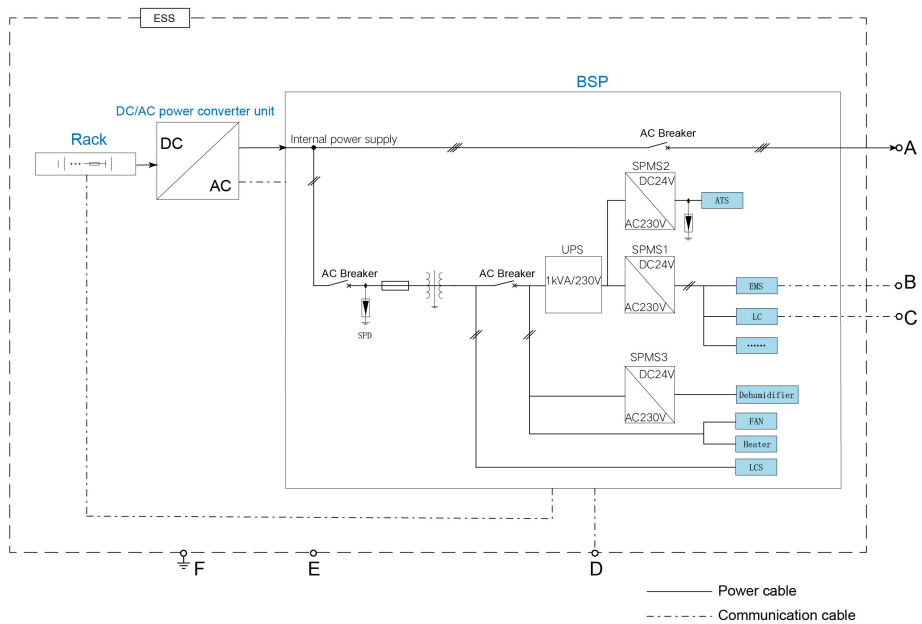 ESS
BSP
DC/AC power converter unit
Rack
DC
AC
Internal power supply
AC Breaker
A
SPMS2
DC24V
AC230V
ATS
UPS
1kVA/230V
SPMS1
DC24V
AC230V
EMS
B
LC
C
······
AC Breaker
AC Breaker
SPD
SPMS3
DC24V
AC230V
Dehumidifier
FAN
Heater
LCS
F
E
D
Power cable
Communication cable